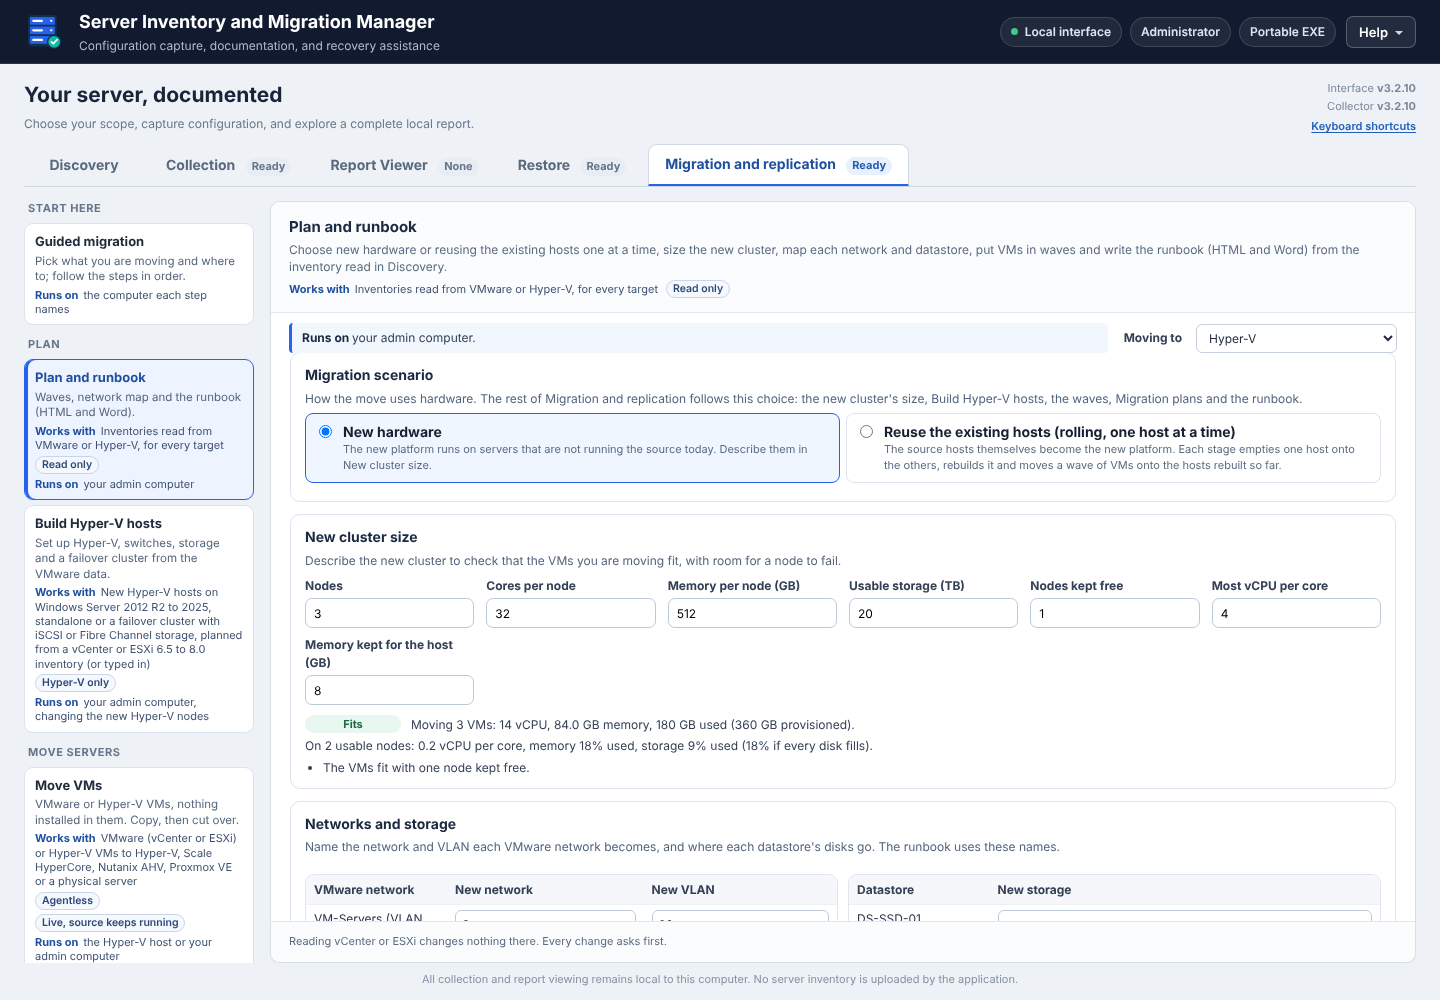 Server Inventory and Migration Manager
Configuration capture, documentation, and recovery assistance
Local interface
Administrator
Portable EXE
Help
Your server, documented
Choose your scope, capture configuration, and explore a complete local report.
Interface v3.2.10
Collector v3.2.10
Keyboard shortcuts
Discovery
Collection Ready
Report Viewer None
Restore Ready
Migration and replication Ready
START HERE
Guided migration
Pick what you are moving and where
to; follow the steps in order.
Runs on the computer each step
names
PLAN
Plan and runbook
Waves, network map and the runbook
(HTML and Word).
Works with Inventories read from
VMware or Hyper-V, for every target
Read only
Runs on your admin computer
Build Hyper-V hosts
Set up Hyper-V, switches, storage
and a failover cluster from the
VMware data.
Works with New Hyper-V hosts on
Windows Server 2012 R2 to 2025,
standalone or a failover cluster with
iSCSI or Fibre Channel storage, planned
from a vCenter or ESXi 6.5 to 8.0
inventory (or typed in)
Hyper-V only
Runs on your admin computer,
changing the new Hyper-V nodes
MOVE SERVERS
Move VMs
VMware or Hyper-V VMs, nothing
installed in them. Copy, then cut over.
Works with VMware (vCenter or ESXi)
or Hyper-V VMs to Hyper-V, Scale
HyperCore, Nutanix AHV, Proxmox VE
or a physical server
Agentless
Live, source keeps running
Runs on the Hyper-V host or your
admin computer
Plan and runbook
Choose new hardware or reusing the existing hosts one at a time, size the new cluster, map each network and datastore, put VMs in waves and write the runbook (HTML and Word) from the
inventory read in Discovery.
Works with Inventories read from VMware or Hyper-V, for every target Read only
Runs on your admin computer.
Moving to Hyper-V
Migration scenario
How the move uses hardware. The rest of Migration and replication follows this choice: the new cluster's size, Build Hyper-V hosts, the waves, Migration plans and the runbook.
New hardware
The new platform runs on servers that are not running the source today. Describe them in
New cluster size.
Reuse the existing hosts (rolling, one host at a time)
The source hosts themselves become the new platform. Each stage empties one host onto
the others, rebuilds it and moves a wave of VMs onto the hosts rebuilt so far.
New cluster size
Describe the new cluster to check that the VMs you are moving fit, with room for a node to fail.
Nodes Cores per node Memory per node (GB) Usable storage (TB) Nodes kept free Most vCPU per core
3 32 512 20 1 4
Memory kept for the host
(GB)
8
Fits Moving 3 VMs: 14 vCPU, 84.0 GB memory, 180 GB used (360 GB provisioned).
On 2 usable nodes: 0.2 vCPU per core, memory 18% used, storage 9% used (18% if every disk fills).
• The VMs fit with one node kept free.
Networks and storage
Name the network and VLAN each VMware network becomes, and where each datastore's disks go. The runbook uses these names.
VMware network New network New VLAN Datastore New storage
VM-Servers (VLAN DS-SSD-01
Reading vCenter or ESXi changes nothing there. Every change asks first.
All collection and report viewing remains local to this computer. No server inventory is uploaded by the application.